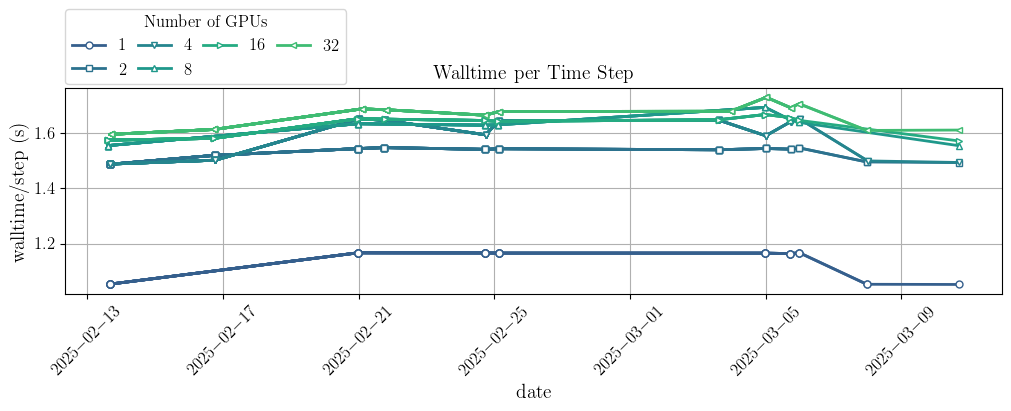 Number of GPUs
1 4 16 32
2 8
Walltime per Time Step
walltime/step (s)
1.6
1.4
1.2
2025−02−13 2025−02−17 2025−02−21 2025−02−25 2025−03−01 2025−03−05 2025−03−09
date